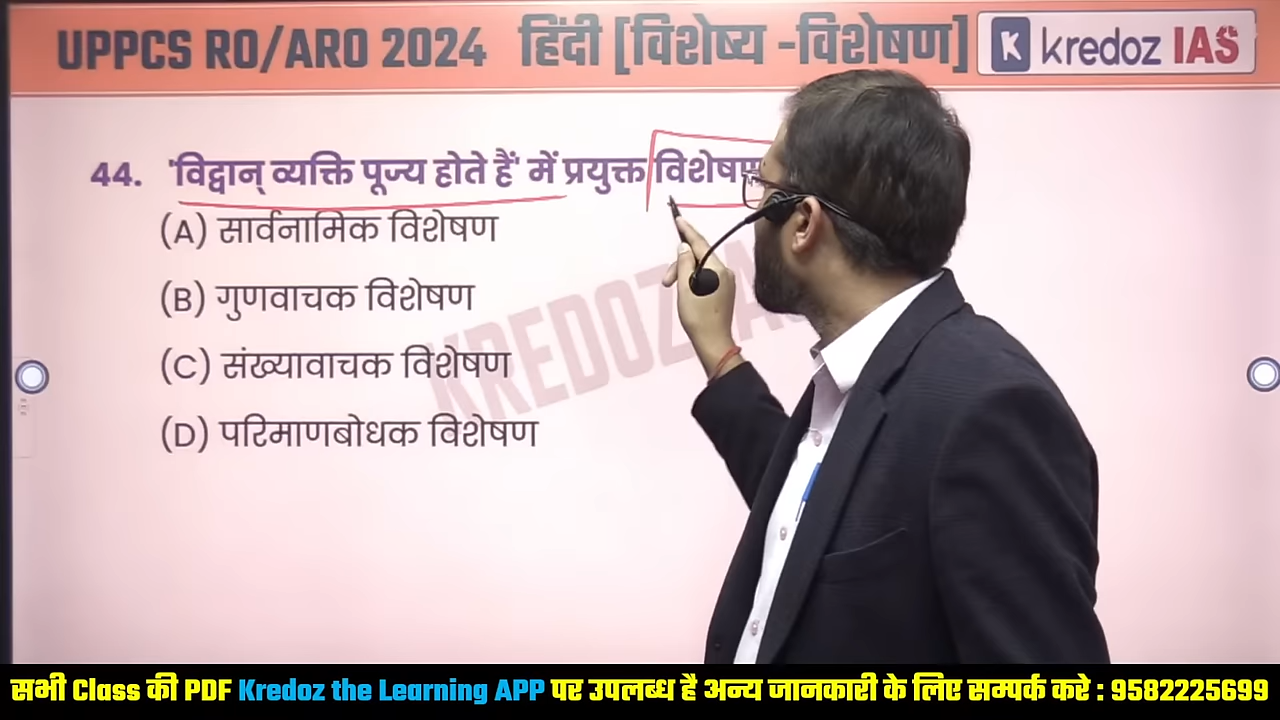 UPPCS RO/ARO 2024 हिंदी [विशेष्य -विशेषण]
kredoz IAS
44. 'विद्वान् व्यक्ति पूज्य होते हैं' में प्रयुक्त
(A) सार्वनामिक विशेषण
(B) गुणवाचक विशेषण
(C) संख्यावाचक विशेषण
(D) परिमाणबोधक विशेषण
KREDOZ
सभी Class की PDF Kredoz the Learning APP पर उपलब्ध है अन्य जानकारी के लिए सम्पर्क करे : 9582225699